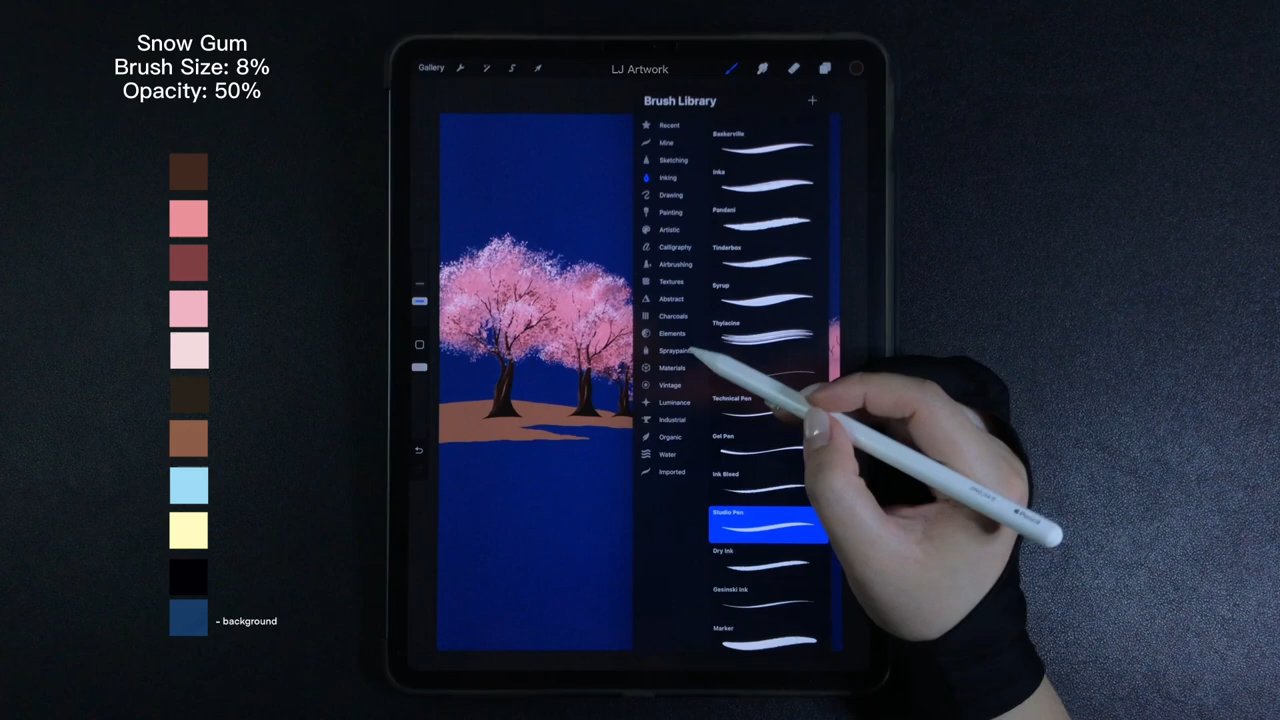 Snow Gum
Brush Size: 8%
Opacity: 50%
- background
Gallery
LJ Artwork
Brush Library
Recent
Mine
Sketching
Inking
Drawing
Painting
Artistic
Calligraphy
Airbrushing
Textures
Abstract
Charcoals
Elements
Materials
Vintage
Luminance
Industrial
Organic
Water
Imported
Baskerville
Inka
Pandani
Tinderbox
Syrup
Thylacine
Technical Pen
Gel Pen
Ink Bleed
Studio Pen
Dry Ink
Gesinski Ink
Marker
Pencil